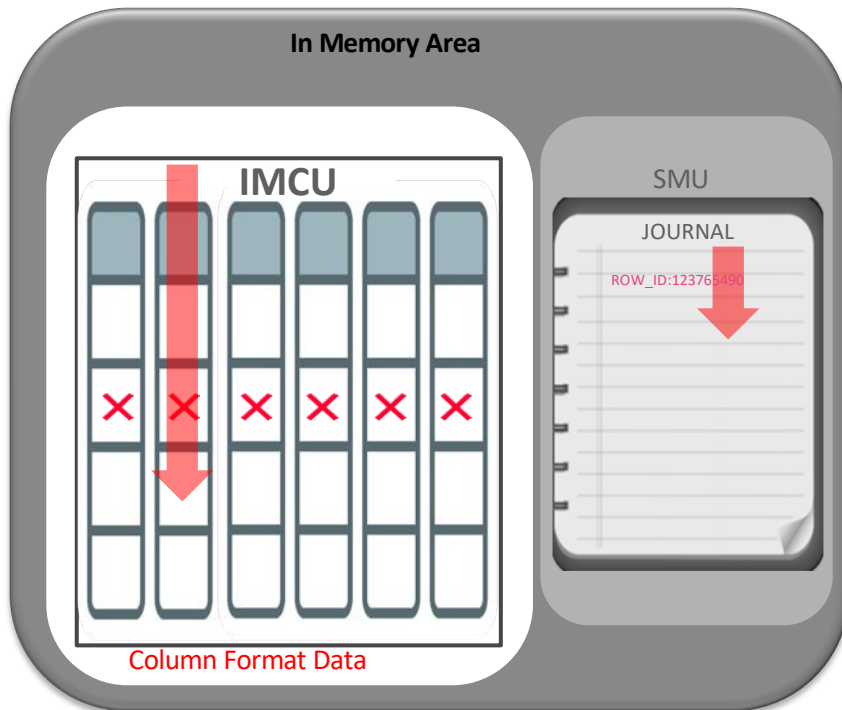 In Memory Area
IMCU
SMU
JOURNAL
ROW_ID:123765490
Column Format Data